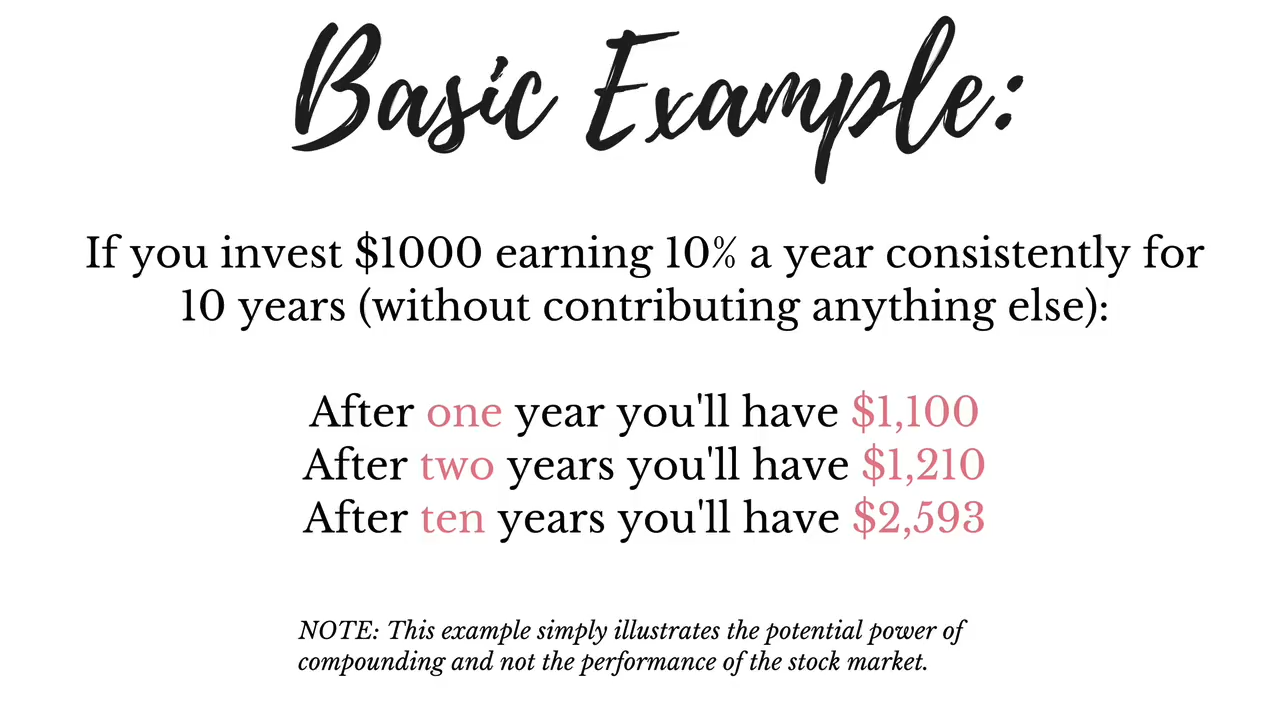 Basic Example:
If you invest $1000 earning 10% a year consistently for
10 years (without contributing anything else):
After one year you'll have $1,100
After two years you'll have $1,210
After ten years you'll have $2,593
NOTE: This example simply illustrates the potential power of
compounding and not the performance of the stock market.